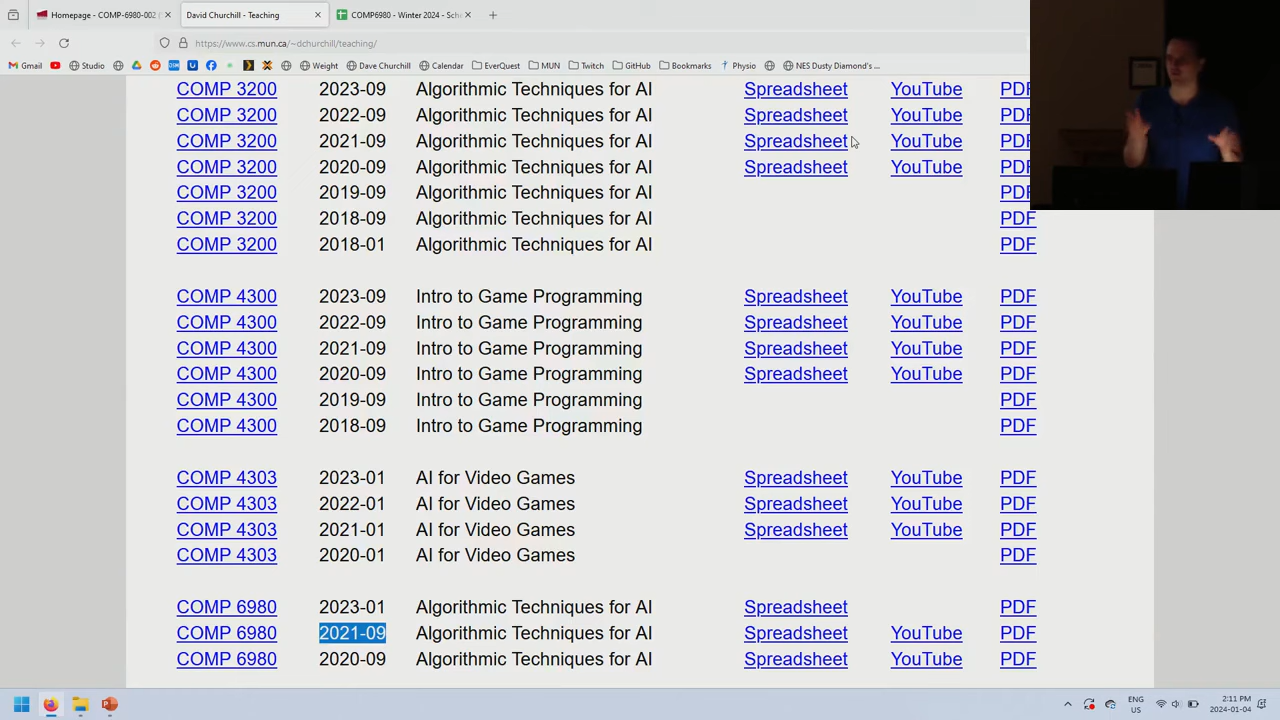 Homepage - COMP-6980-002
David Churchill - Teaching
COMP6980 - Winter 2024 - Sch
https://www.cs.mun.ca/~dchurchill/teaching/
Gmail Studio Weight Dave Churchill Calendar EverQuest MUN Twitch GitHub Bookmarks Physio NES Dusty Diamond's ...
COMP 3200 2023-09 Algorithmic Techniques for AI Spreadsheet YouTube PDF
COMP 3200 2022-09 Algorithmic Techniques for AI Spreadsheet YouTube PDF
COMP 3200 2021-09 Algorithmic Techniques for AI Spreadsheet YouTube PDF
COMP 3200 2020-09 Algorithmic Techniques for AI Spreadsheet YouTube PDF
COMP 3200 2019-09 Algorithmic Techniques for AI PDF
COMP 3200 2018-09 Algorithmic Techniques for AI PDF
COMP 3200 2018-01 Algorithmic Techniques for AI PDF
COMP 4300 2023-09 Intro to Game Programming Spreadsheet YouTube PDF
COMP 4300 2022-09 Intro to Game Programming Spreadsheet YouTube PDF
COMP 4300 2021-09 Intro to Game Programming Spreadsheet YouTube PDF
COMP 4300 2020-09 Intro to Game Programming Spreadsheet YouTube PDF
COMP 4300 2019-09 Intro to Game Programming PDF
COMP 4300 2018-09 Intro to Game Programming PDF
COMP 4303 2023-01 AI for Video Games Spreadsheet YouTube PDF
COMP 4303 2022-01 AI for Video Games Spreadsheet YouTube PDF
COMP 4303 2021-01 AI for Video Games Spreadsheet YouTube PDF
COMP 4303 2020-01 AI for Video Games PDF
COMP 6980 2023-01 Algorithmic Techniques for AI Spreadsheet PDF
COMP 6980 2021-09 Algorithmic Techniques for AI Spreadsheet YouTube PDF
COMP 6980 2020-09 Algorithmic Techniques for AI Spreadsheet YouTube PDF
ENG
US
2:11 PM
2024-01-04